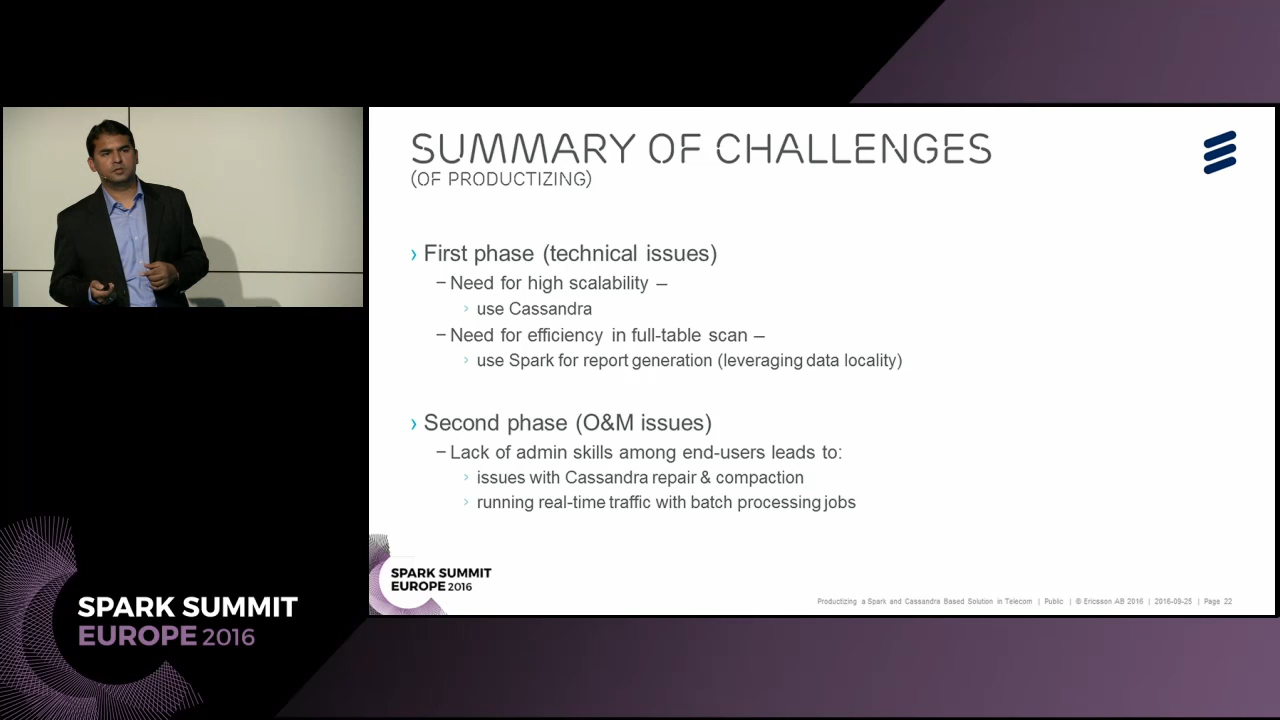 SUMMARY OF CHALLENGES
(OF PRODUCTIZING)
› First phase (technical issues)
– Need for high scalability –
› use Cassandra
– Need for efficiency in full-table scan –
› use Spark for report generation (leveraging data locality)
› Second phase (O&M issues)
– Lack of admin skills among end-users leads to:
› issues with Cassandra repair & compaction
› running real-time traffic with batch processing jobs
SPARK SUMMIT
EUROPE 2016
Productizing a Spark and Cassandra Based Solution in Telecom | Public | © Ericsson AB 2016 | 2016-09-25 | Page 22
SPARK SUMMIT
EUROPE 2016